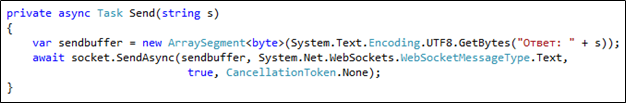 private async Task Send(string s)
{
    var sendbuffer = new ArraySegment<byte>(System.Text.Encoding.UTF8.GetBytes("Ответ: " + s));
    await socket.SendAsync(sendbuffer, System.Net.WebSockets.WebSocketMessageType.Text,
                           true, CancellationToken.None);
}